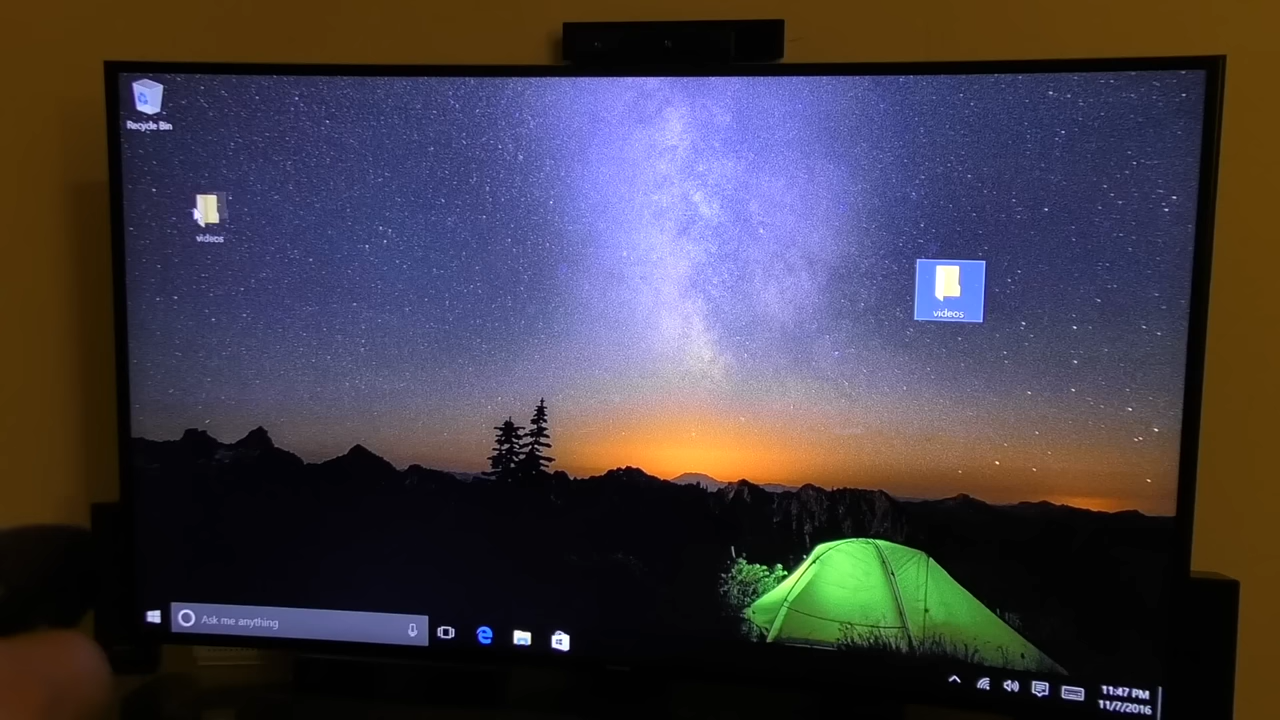 Recycle Bin
videos
videos
Ask me anything
11:47 PM
11/7/2016